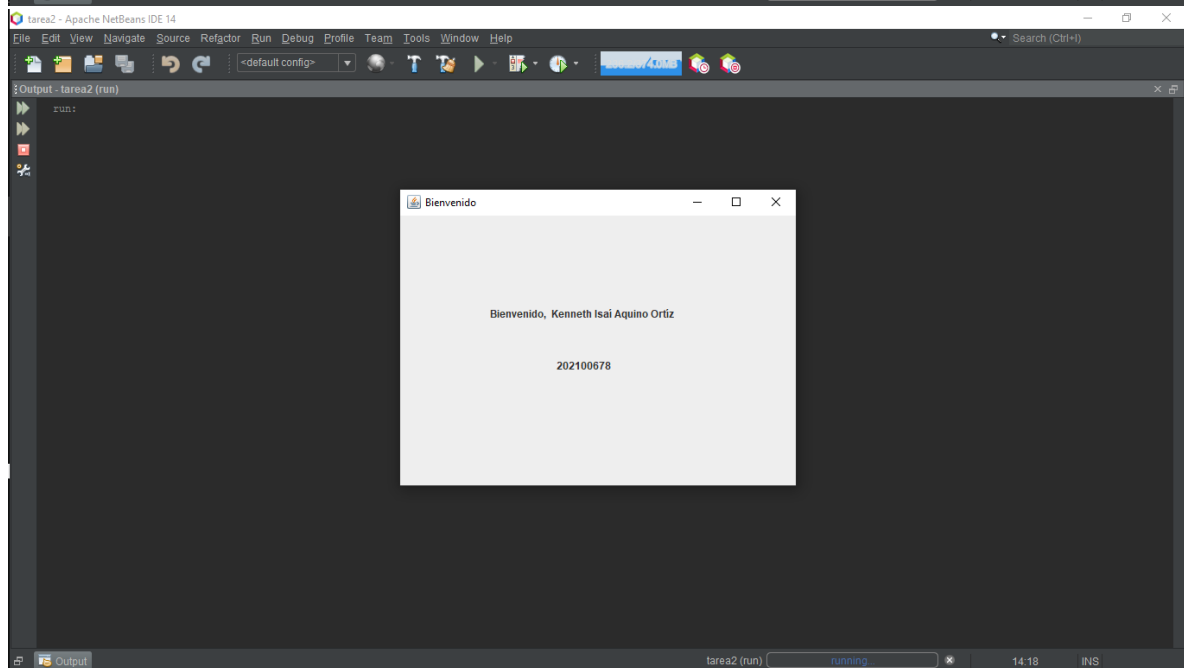 tarea2 - Apache NetBeans IDE 14
File Edit View Navigate Source Refactor Run Debug Profile Team Tools Window Help
Search (Ctrl+I)
<default config>
Output - tarea2 (run)
run:
Bienvenido
Bienvenido, Kenneth Isai Aquino Ortiz
202100678
Output
tarea2 (run)
running...
14:18
INS